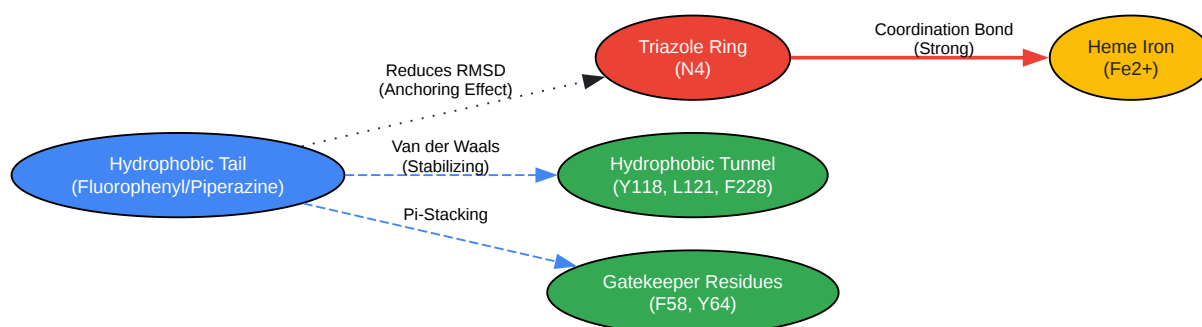 Triazole Ring
(N4)
Coordination Bond
(Strong)
Heme Iron
(Fe2+)
Reduces RMSD
(Anchoring Effect)
Hydrophobic Tail
(Fluorophenyl/Piperazine)
Van der Waals
(Stabilizing)
Hydrophobic Tunnel
(Y118, L121, F228)
Pi-Stacking
Gatekeeper Residues
(F58, Y64)